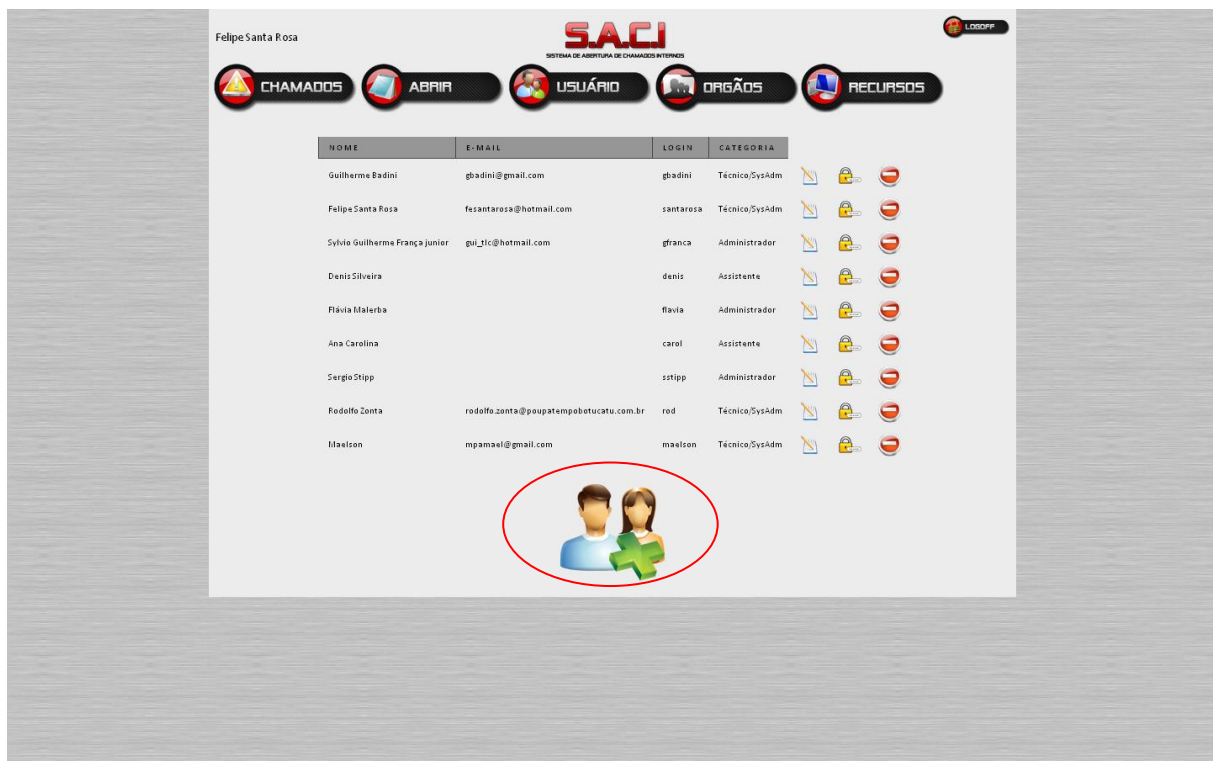 Felipe Santa Rosa
S.A.C.I
SISTEMA DE ABERTURA DE CHAMADOS INTERNOS
LOGOFF
CHAMADOS ABRIR USUÁRIO ORGÃOS RECURSOS
NOME E-MAIL LOGIN CATEGORIA
Guilherme Badini gbadini@gmail.com gbadini Técnico/SysAdm
Felipe Santa Rosa fesantarosa@hotmail.com santarosa Técnico/SysAdm
Sylvio Guilherme França junior gui_tlc@hotmail.com gfranca Administrador
Denis Silveira denis Assistente
Flávia Malerba flavia Administrador
Ana Carolina carol Assistente
Sergio Stipp sstipp Administrador
Rodolfo Zonta rodolfo.zonta@poupatempobotucatu.com.br rod Técnico/SysAdm
Maelson mpamael@gmail.com maelson Técnico/SysAdm